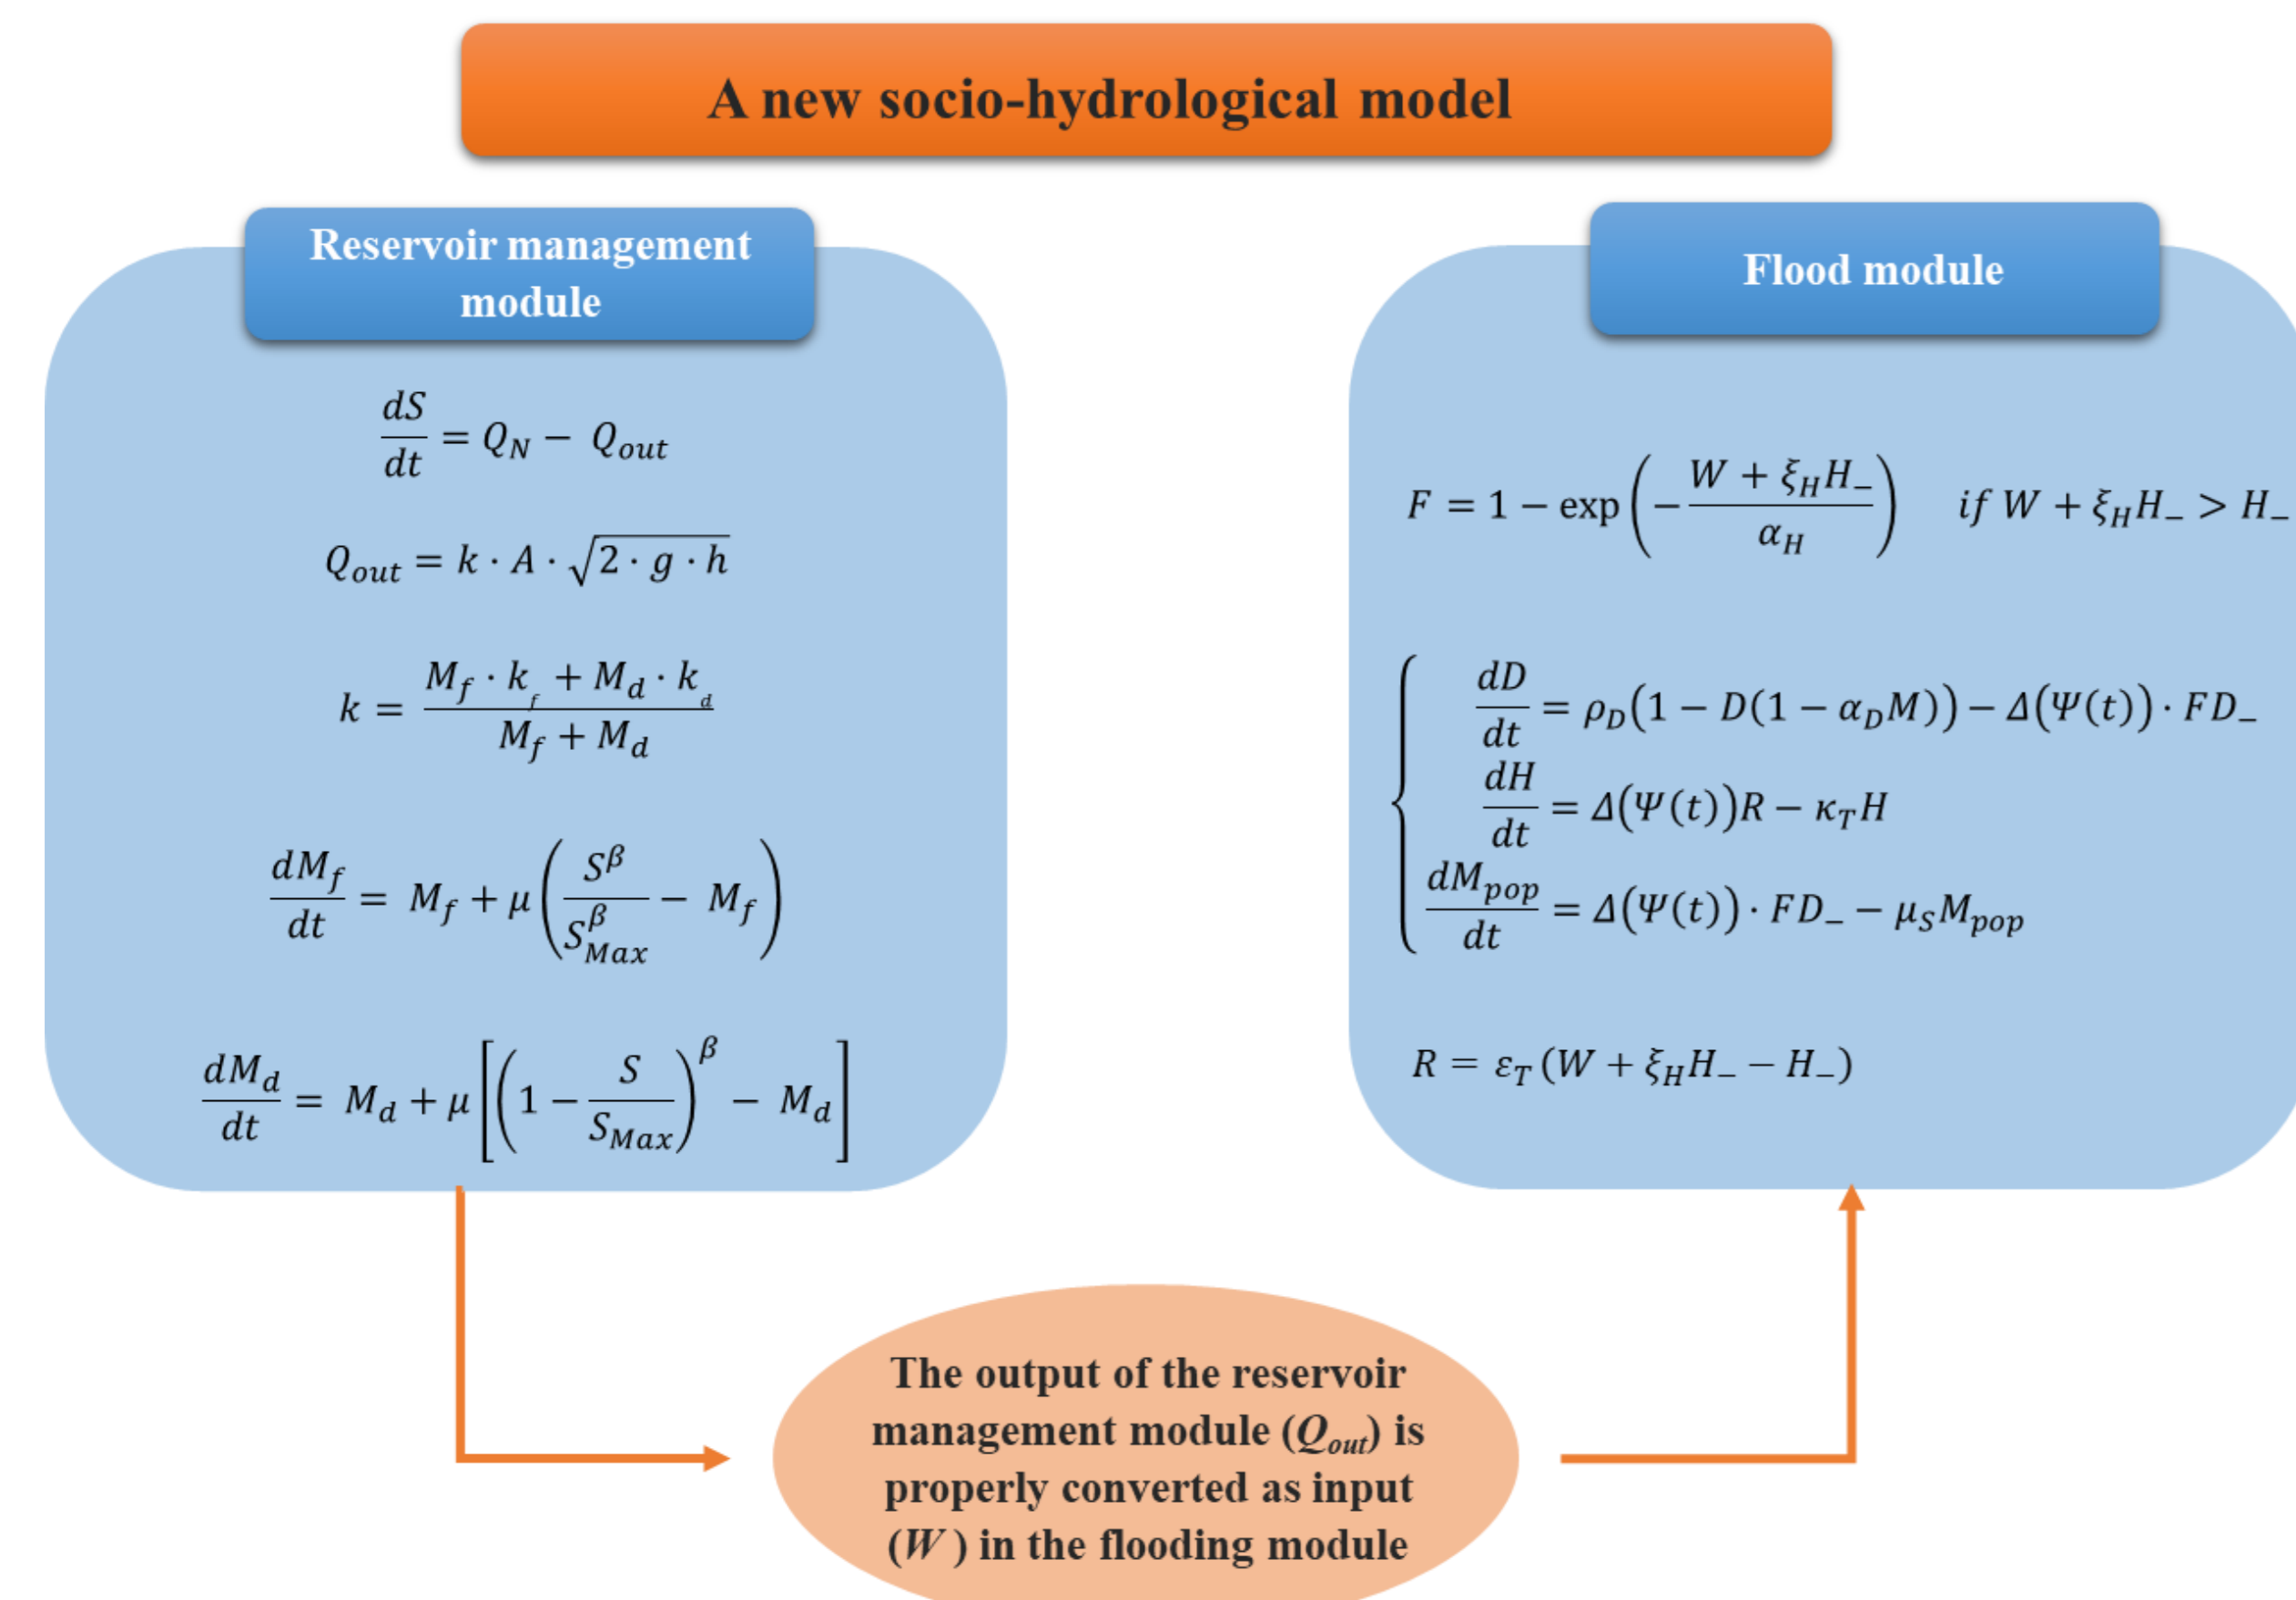 A new socio-hydrological model
Reservoir management
module
dS/dt = Q_N − Q_out
Q_out = k · A · √(2 · g · h)
k = (M_f · k_f + M_d · k_d) / (M_f + M_d)
dM_f/dt = M_f + μ (S^β / S_Max^β − M_f)
dM_d/dt = M_d + μ [(1 − S/S_Max)^β − M_d]
Flood module
F = 1 − exp (− (W + ξ_H H_−) / α_H) if W + ξ_H H_− > H_−
dD/dt = ρ_D(1 − D(1 − α_D M)) − Δ(Ψ(t)) · FD_−
dH/dt = Δ(Ψ(t))R − κ_T H
dM_pop/dt = Δ(Ψ(t)) · FD_− − μ_S M_pop
R = ε_T (W + ξ_H H_− − H_−)
The output of the reservoir
management module (Q_out) is
properly converted as input
(W ) in the flooding module